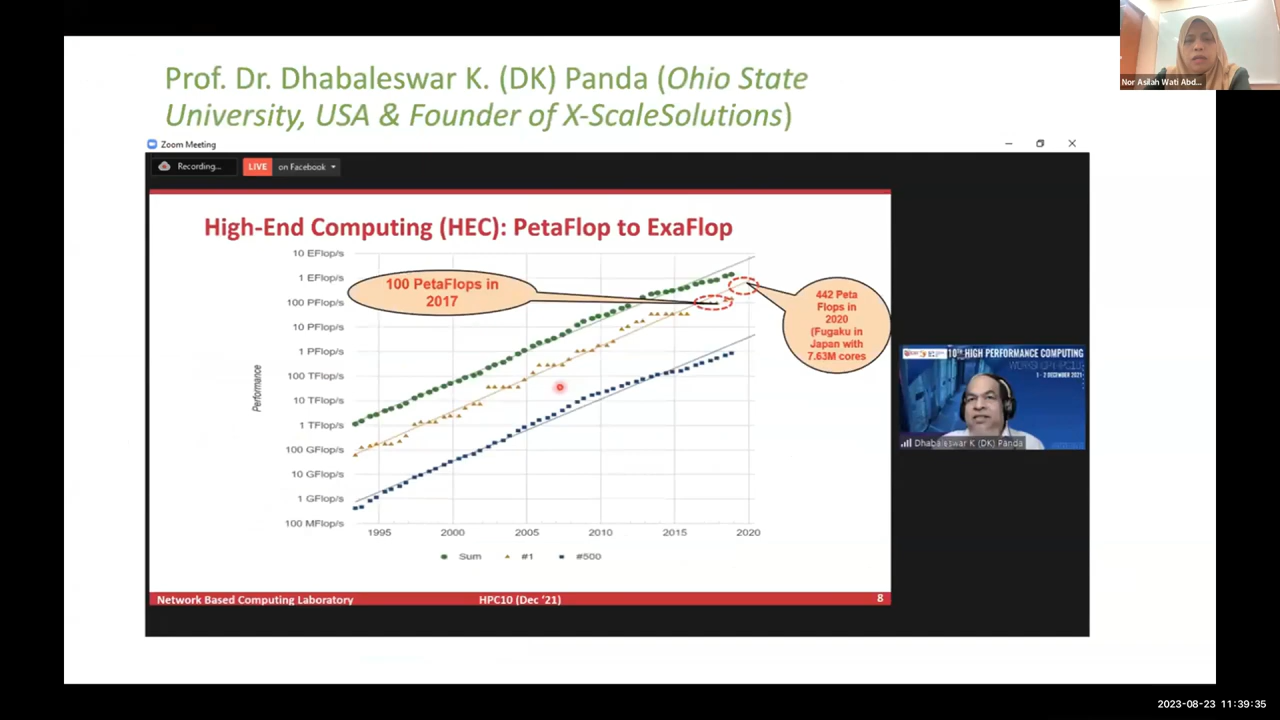 Prof. Dr. Dhabaleswar K. (DK) Panda (Ohio State
University, USA & Founder of X-ScaleSolutions)
Nor Asilah Wati Abd...
Zoom Meeting
Recording...
LIVE
on Facebook
High-End Computing (HEC): PetaFlop to ExaFlop
10 EFlop/s
1 EFlop/s
100 PFlop/s
10 PFlop/s
1 PFlop/s
100 TFlop/s
10 TFlop/s
1 TFlop/s
100 GFlop/s
10 GFlop/s
1 GFlop/s
100 MFlop/s
Performance
100 PetaFlops in
2017
442 Peta
Flops in
2020
(Fugaku in
Japan with
7.63M cores
1995
2000
2005
2010
2015
2020
Sum
#1
#500
Network Based Computing Laboratory
HPC10 (Dec '21)
8
HIGH PERFORMANCE COMPUTING
1 - 2 DECEMBER 2021
Dhabaleswar K (DK) Panda
2023-08-23 11:39:35